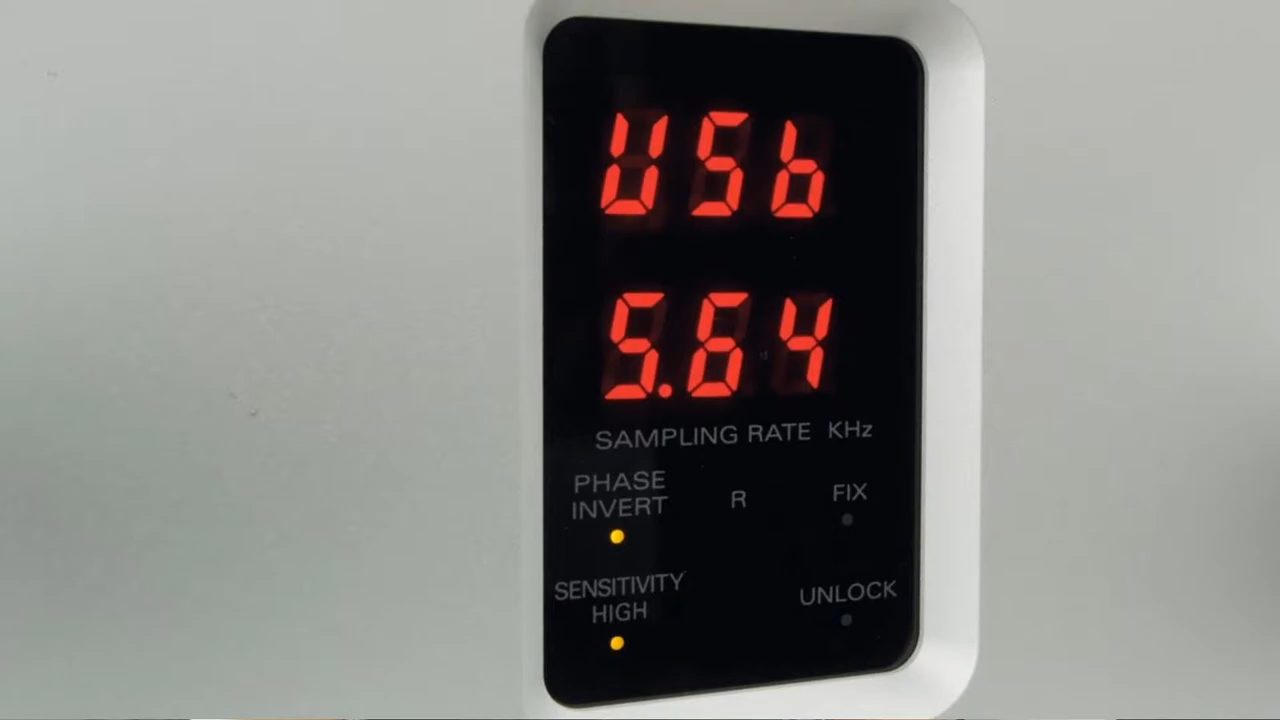 USb
5.64
SAMPLING RATE KHz
PHASE
INVERT
R
FIX
SENSITIVITY
HIGH
UNLOCK